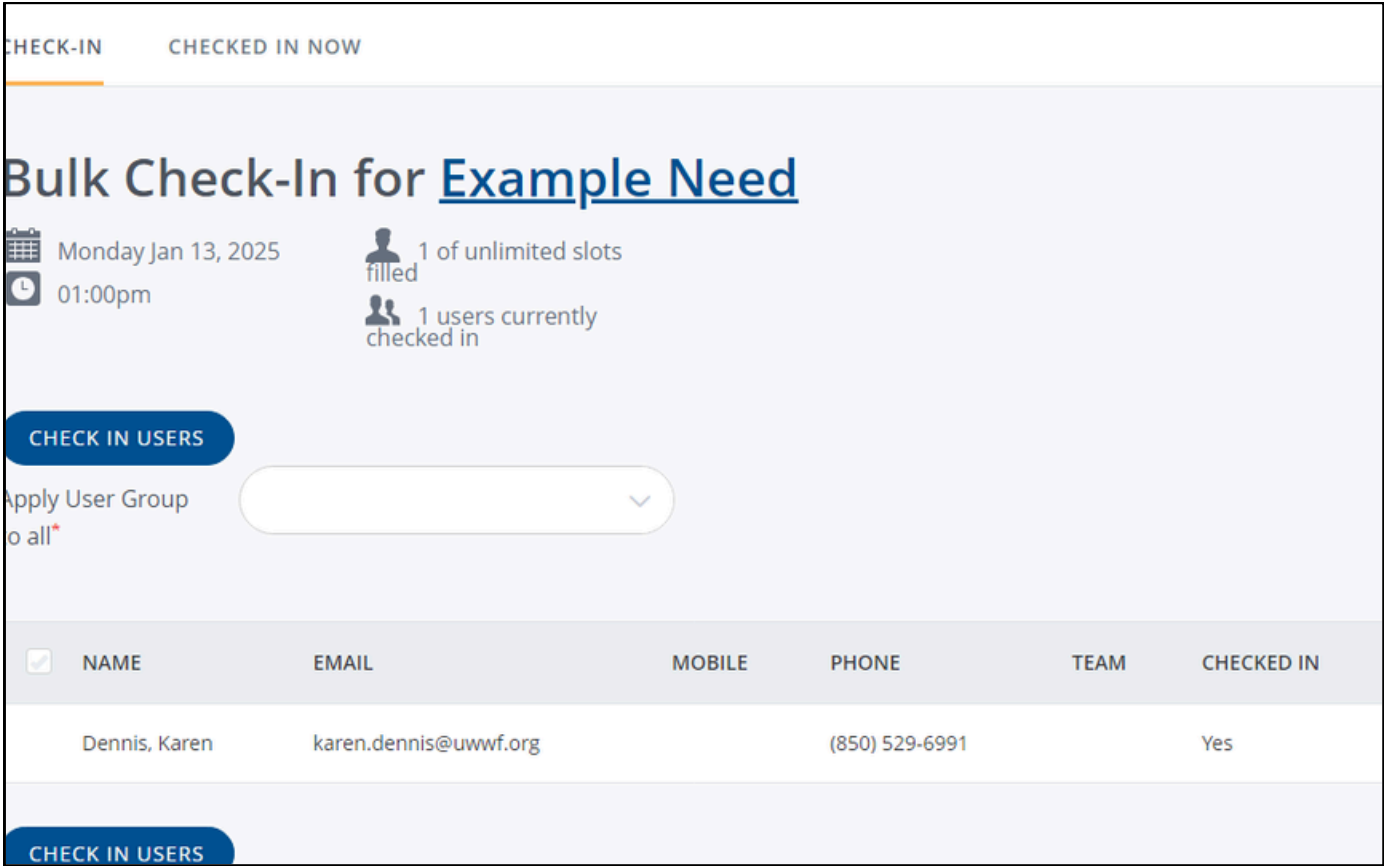 CHECK-IN CHECKED IN NOW
Bulk Check-In for Example Need
Monday Jan 13, 2025
01:00pm
1 of unlimited slots
filled
1 users currently
checked in
CHECK IN USERS
Apply User Group
o all*
NAME EMAIL MOBILE PHONE TEAM CHECKED IN
Dennis, Karen karen.dennis@uwwf.org (850) 529-6991 Yes
CHECK IN USERS